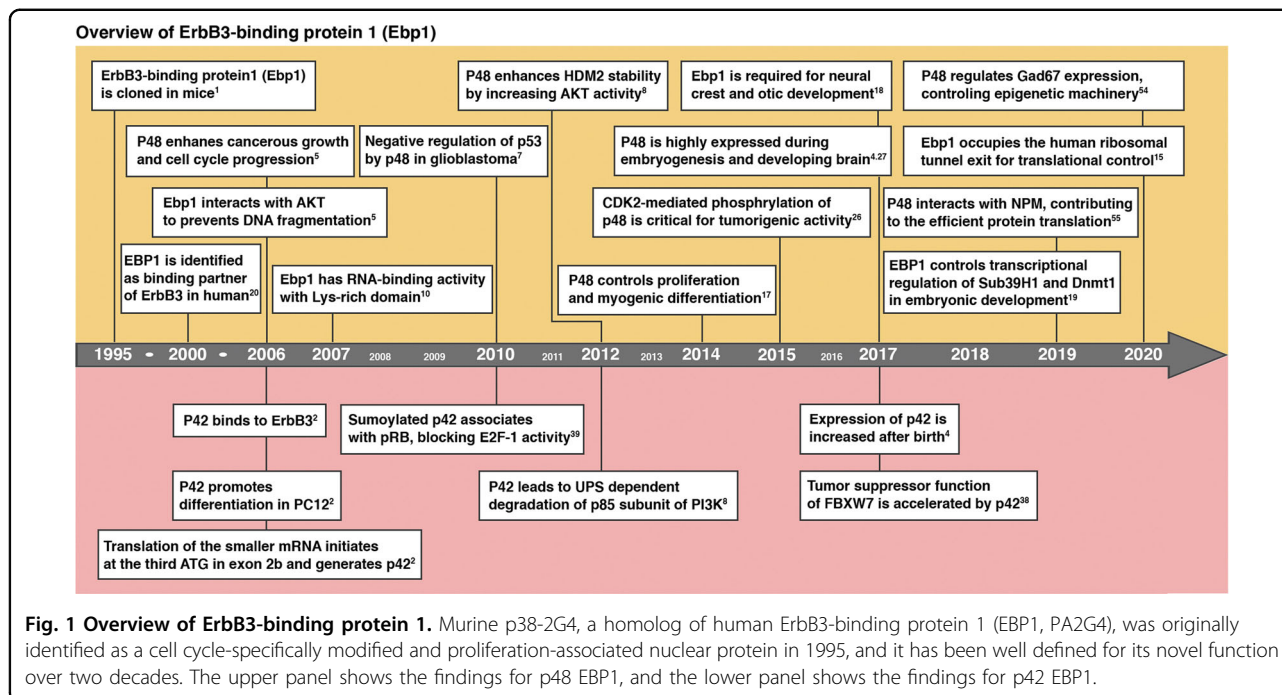 Overview of ErbB3-binding protein 1 (Ebp1)
ErbB3-binding protein1 (Ebp1)
is cloned in mice1
P48 enhances HDM2 stability
by increasing AKT activity8
Ebp1 is required for neural
crest and otic development18
P48 regulates Gad67 expression,
controling epigenetic machinery54
P48 enhanes cancerous growth
and cell cycle progression5
Negative regulation of p53
by p48 in glioblastoma7
P48 is highly expressed during
embryogenesis and developing brain4.27
Ebp1 occupies the human ribosomal
tunnel exit for translational control15
Ebp1 interacts with AKT
to prevents DNA fragmentation5
CDK2-mediated phosphrylation of
p48 is critical for tumorigenic activity26
P48 interacts with NPM, contributing
to the efficient protein translation55
EBP1 is identified
as binding partner
of ErbB3 in human20
Ebp1 has RNA-binding activity
with Lys-rich domain10
P48 controls proliferation
and myogenic differentiation17
EBP1 controls transcriptional
regulation of Sub39H1 and Dnmt1
in embryonic development19
1995 - 2000 - 2006 2007 2008 2009 2010 2011 2012 2013 2014 2015 2016 2017 2018 2019 2020
P42 binds to ErbB32
Sumoylated p42 associates
with pRB, blocking E2F-1 activity39
Expression of p42 is
increased after birth4
P42 promotes
differentiation in PC122
P42 leads to UPS dependent
degradation of p85 subunit of PI3K8
Tumor suppressor function
of FBXW7 is accelerated by p4238
Translation of the smaller mRNA initiates
at the third ATG in exon 2b and generates p422
Fig. 1 Overview of ErbB3-binding protein 1. Murine p38-2G4, a homolog of human ErbB3-binding protein 1 (EBP1, PA2G4), was originally
identified as a cell cycle-specifically modified and proliferation-associated nuclear protein in 1995, and it has been well defined for its novel function
over two decades. The upper panel shows the findings for p48 EBP1, and the lower panel shows the findings for p42 EBP1.